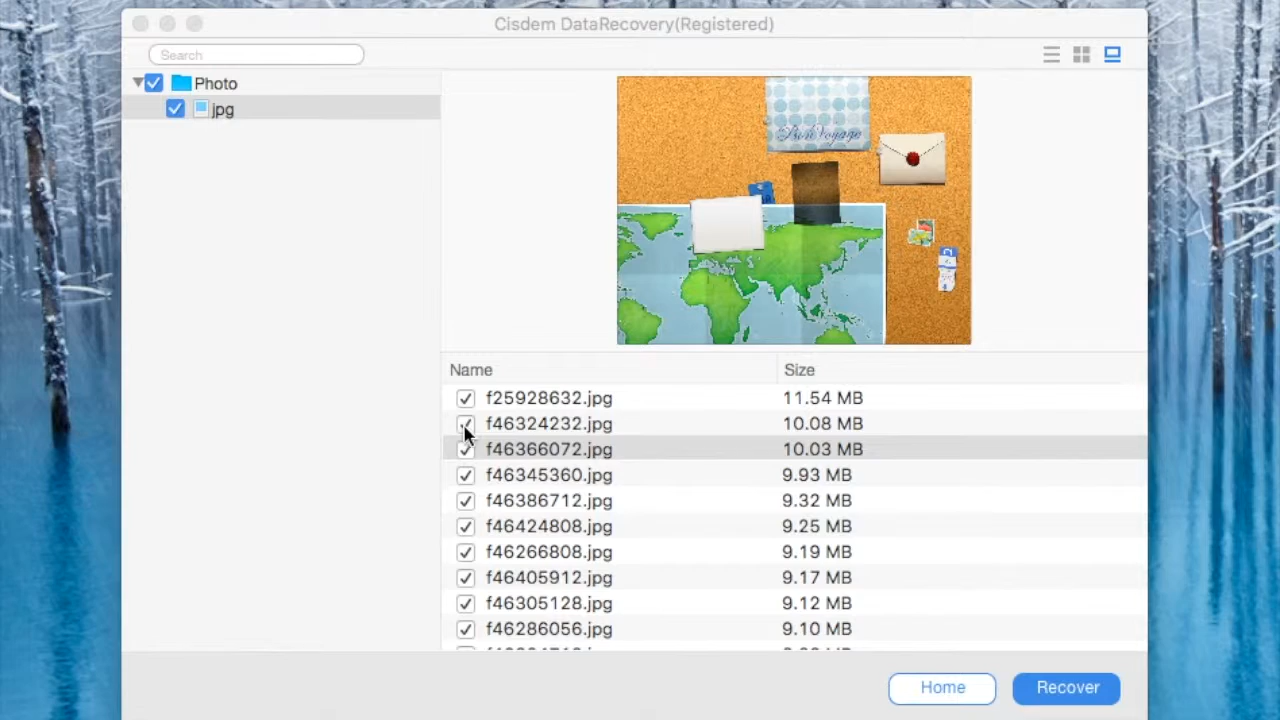 Cisdem DataRecovery(Registered)
Search
Photo
jpg
Bon Voyage
Name Size
f25928632.jpg 11.54 MB
f46324232.jpg 10.08 MB
f46366072.jpg 10.03 MB
f46345360.jpg 9.93 MB
f46386712.jpg 9.32 MB
f46424808.jpg 9.25 MB
f46266808.jpg 9.19 MB
f46405912.jpg 9.17 MB
f46305128.jpg 9.12 MB
f46286056.jpg 9.10 MB
Home Recover